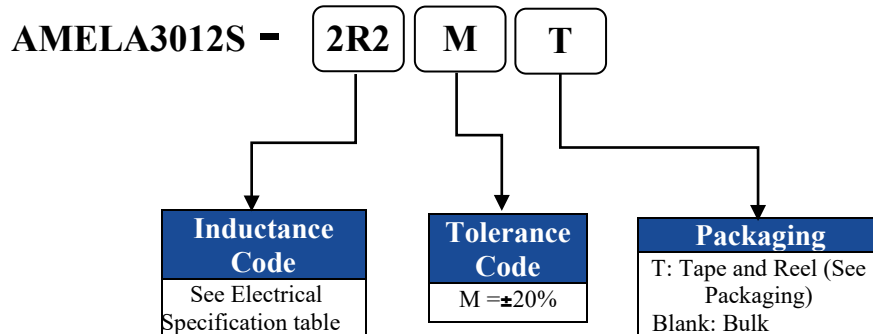 AMELA3012S - 2R2 M T
Inductance
Code
See Electrical
Specification table
Tolerance
Code
M =±20%
Packaging
T: Tape and Reel (See
Packaging)
Blank: Bulk